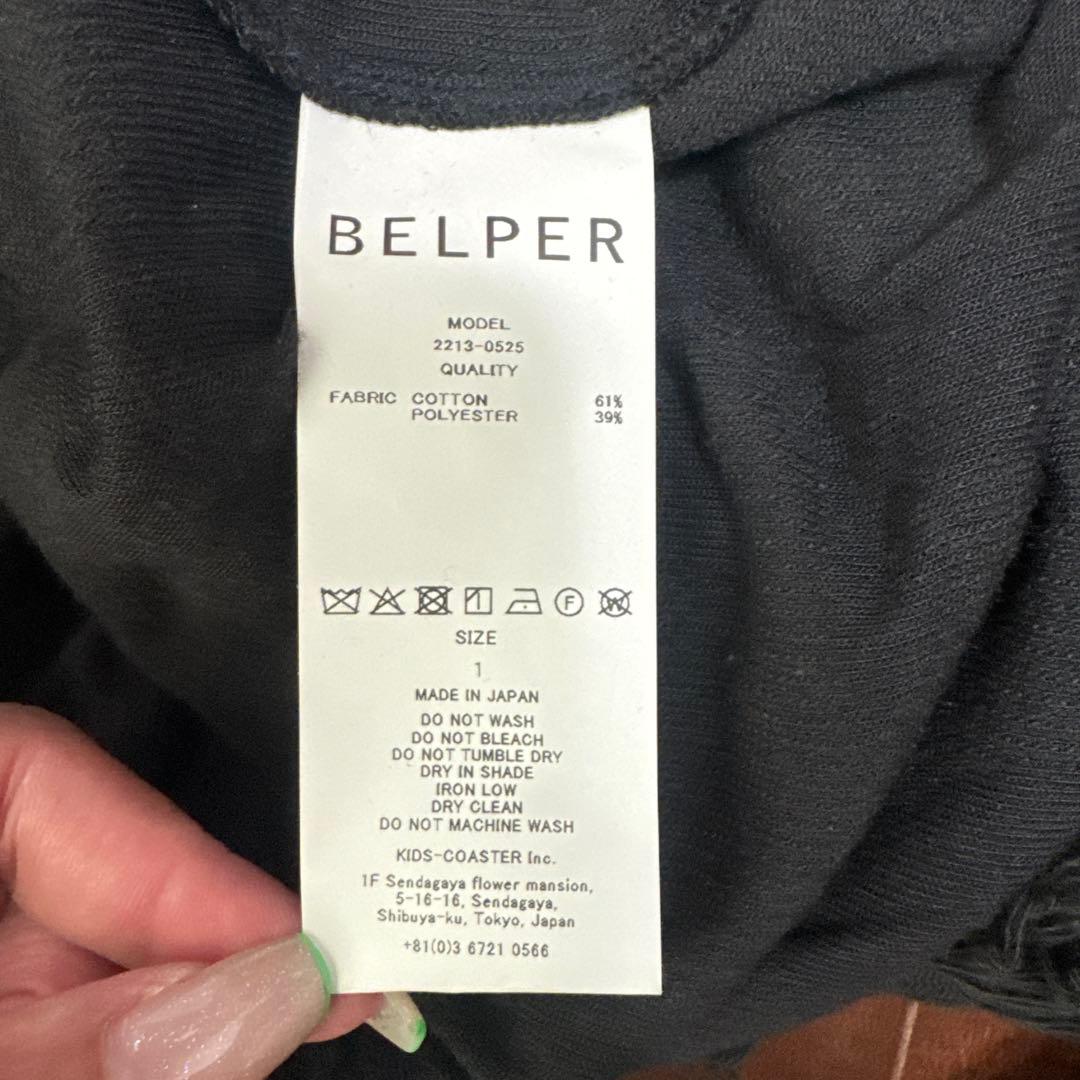 BELPER
MODEL
2213-0525
QUALITY
FABRIC COTTON 61%
POLYESTER 39%
F W
SIZE
1
MADE IN JAPAN
DO NOT WASH
DO NOT BLEACH
DO NOT TUMBLE DRY
DRY IN SHADE
IRON LOW
DRY CLEAN
DO NOT MACHINE WASH
KIDS-COASTER Inc.
1F Sendagaya flower mansion,
5-16-16, Sendagaya,
Shibuya-ku, Tokyo, Japan
+81(0)3 6721 0566